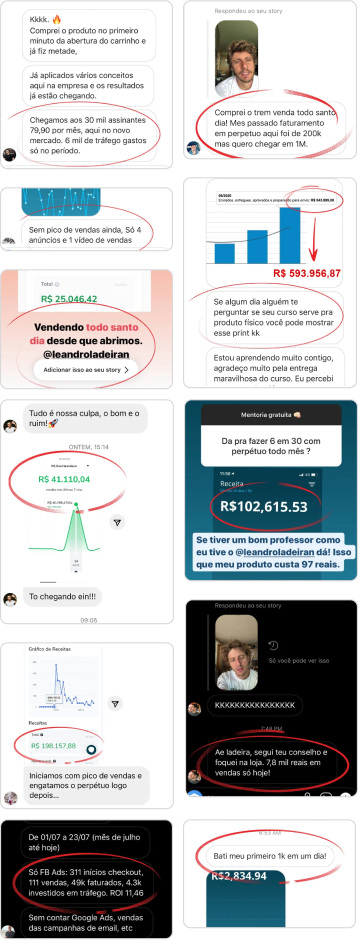 Kkkk. 🔥
Comprei o produto no primeiro
minuto da abertura do carrinho e
já fiz metade,
Já aplicados vários conceitos
aqui na empresa e os resultados
já estão chegando.
Chegamos aos 30 mil assinantes
79,90 por mês, aqui no novo
mercado. 6 mil de tráfego gastos
só no período.
Sem pico de vendas ainda, Só 4
anúncios e 1 vídeo de vendas
Total
R$ 25.046,42
Vendendo todo santo
dia desde que abrimos.
@leandroladeiran
Adicionar isso ao seu story
Tudo é nossa culpa, o bom e o
ruim!🚀
ONTEM, 15:14
R$ 41.110,04
To chegando ein!!!
09:06
Gráfico de Receitas
Receitas
Total
R$ 198.157,88
Iniciamos com pico de vendas e
engatamos o perpétuo logo
depois...
De 01/07 a 23/07 (mês de julho
até hoje)
Só FB Ads: 311 inícios checkout,
111 vendas, 49k faturados, 4.3k
investidos em tráfego. ROI 11,46
Sem contar Google Ads, vendas
das campanhas de email, etc
Respondeu ao seu story
Comprei o trem venda todo santo
dia! Mes passado faturamento
em perpetuo aqui foi de 200k
mas quero chegar em 1M.
R$ 593.956,87
Se algum dia alguém te
perguntar se seu curso serve pra
produto físico você pode mostrar
esse print kk
Estou aprendendo muito contigo,
agradeço muito pela entrega
maravilhosa do curso. Eu percebi
Mentoria gratuita 👊🏻
Da pra fazer 6 em 30 com
perpétuo todo mês ?
11:56
4G
Receita
R$102,615.53
Se tiver um bom professor como
eu tive o @leandroladeiran dá! Isso
que meu produto custa 97 reais.
Respondeu ao seu story
Só você pode ver isso
KKKKKKKKKKKKKKKK
7:48 PM
Ae ladeira, segui teu conselho e
foquei na loja. 7,8 mil reais em
vendas só hoje!
Bati meu primeiro 1k em um dia!
R$2,834.94